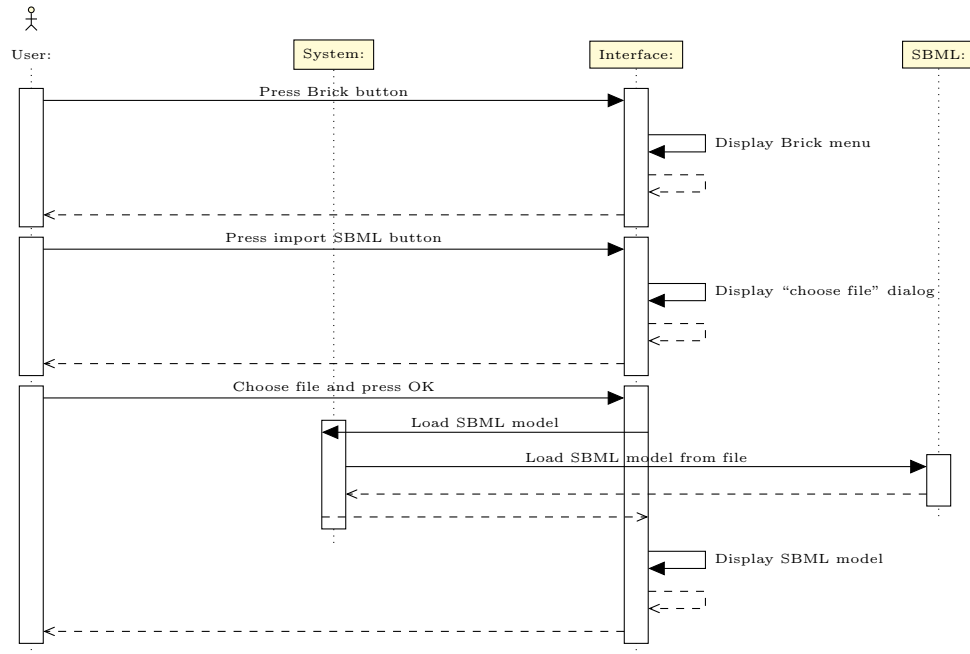 User:
System:
Interface:
SBML:
Press Brick button
Display Brick menu
Press import SBML button
Display “choose file” dialog
Choose file and press OK
Load SBML model
Load SBML model from file
Display SBML model